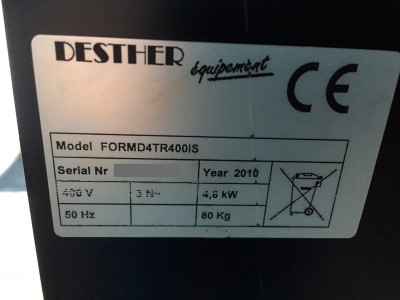 DESTHER
équipement
CE
Model FORMD4TR400IS
Serial Nr
Year 2010
400 V 3 N~ 4,6 kW
50 Hz 80 Kg